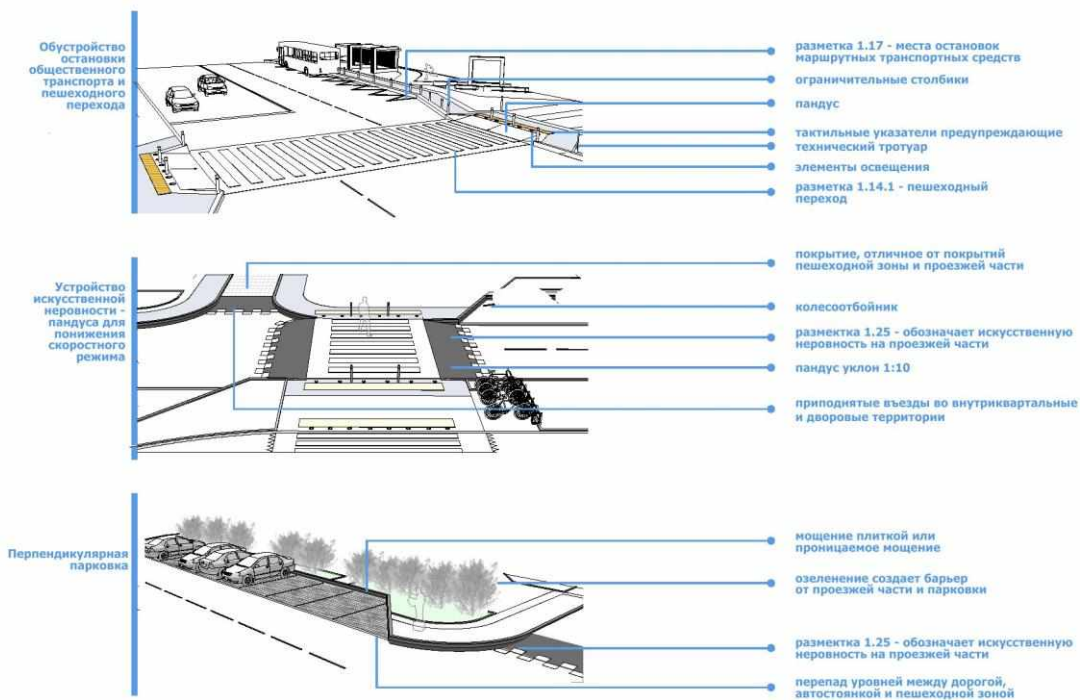 Обустройство
остановки
общественного
транспорта и
пешеходного
перехода
разметка 1.17 - места остановок
маршрутных транспортных средств
ограничительные столбики
пандус
тактильные указатели предупреждающие
технический тротуар
элементы освещения
разметка 1.14.1 - пешеходный
переход
Устройство
искусственной
неровности -
пандуса для
понижения
скоростного
режима
покрытие, отличное от покрытий
пешеходной зоны и проезжей части
колесоотбойник
размектка 1.25 - обозначает искусственную
неровность на проезжей части
пандус уклон 1:10
приподнятые въезды во внутриквартальные
и дворовые территории
Перпендикулярная
парковка
мощение плиткой или
проницаемое мощение
озеленение создает барьер
от проезжей части и парковки
размектка 1.25 - обозначает искусственную
неровность на проезжей части
перепад уровней между дорогой,
автостоянкой и пешеходной зоной